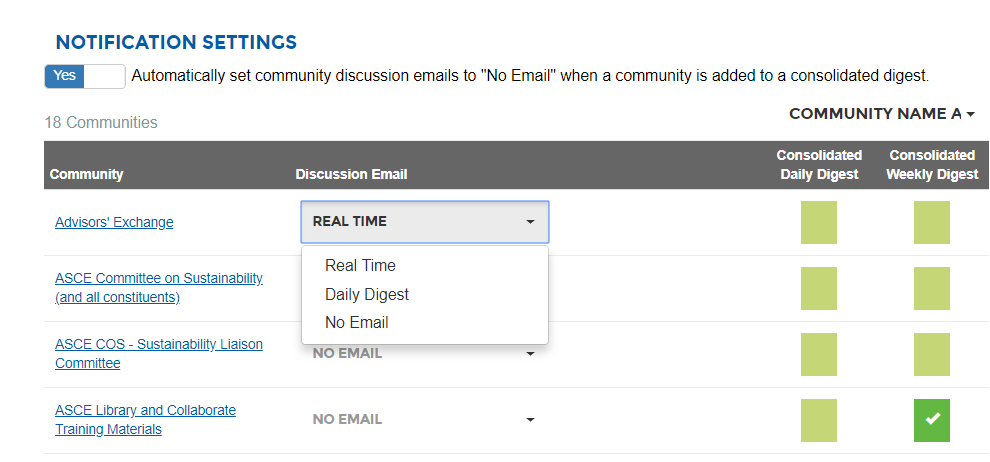 NOTIFICATION SETTINGS
Yes
Automatically set community discussion emails to "No Email" when a community is added to a consolidated digest.
18 Communities
COMMUNITY NAME A
Community
Discussion Email
Consolidated
Daily Digest
Consolidated
Weekly Digest
Advisors' Exchange
REAL TIME
Real Time
Daily Digest
No Email
ASCE Committee on Sustainability
(and all constituents)
ASCE COS - Sustainability Liaison
Committee
NO EMAIL
ASCE Library and Collaborate
Training Materials
NO EMAIL